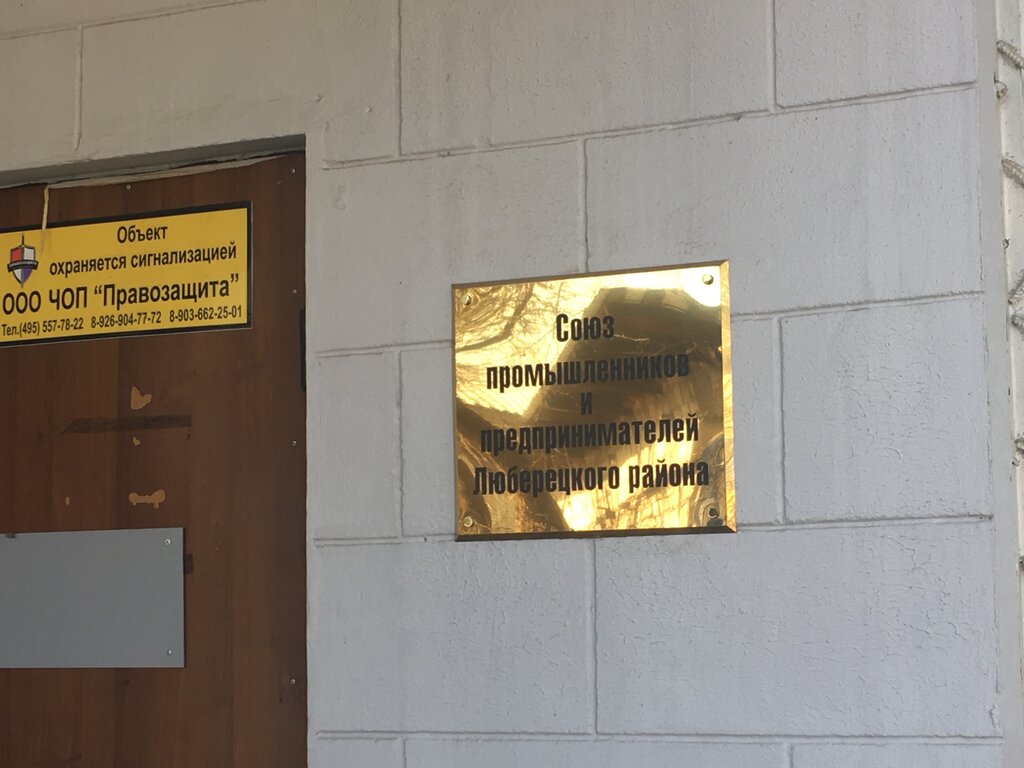 Объект
охраняется сигнализацией
ООО ЧОП “Правозащита”
Тел.(495) 557-78-22 8-926-904-77-72 8-903-662-25-01
Союз
промышленников
и
предпринимателей
Люберецкого района